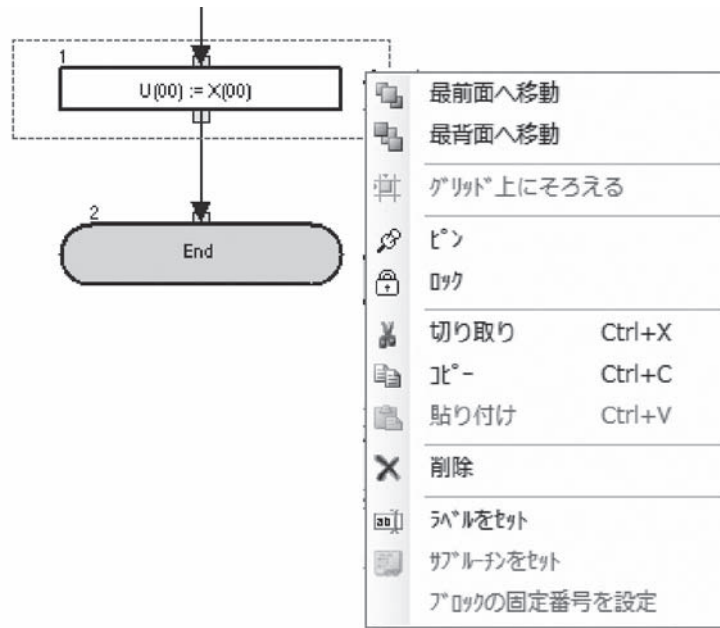 1
U(00) := X(00)
2
End
最前面へ移動
最背面へ移動
グリッド上にそろえる
ピン
ロック
切り取り Ctrl+X
コピー Ctrl+C
貼り付け Ctrl+V
削除
ラベルをセット
サブルーチンをセット
ブロックの固定番号を設定